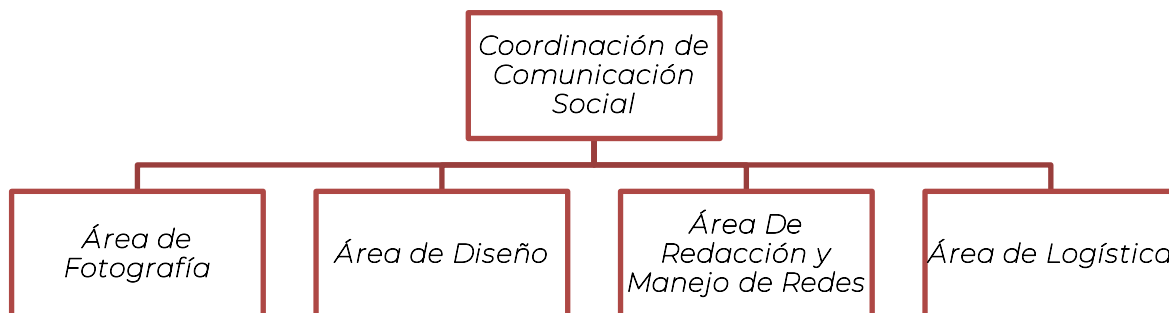 Coordinación de
Comunicación
Social
Área de
Fotografía
Área de Diseño
Área De
Redacción y
Manejo de Redes
Área de Logística